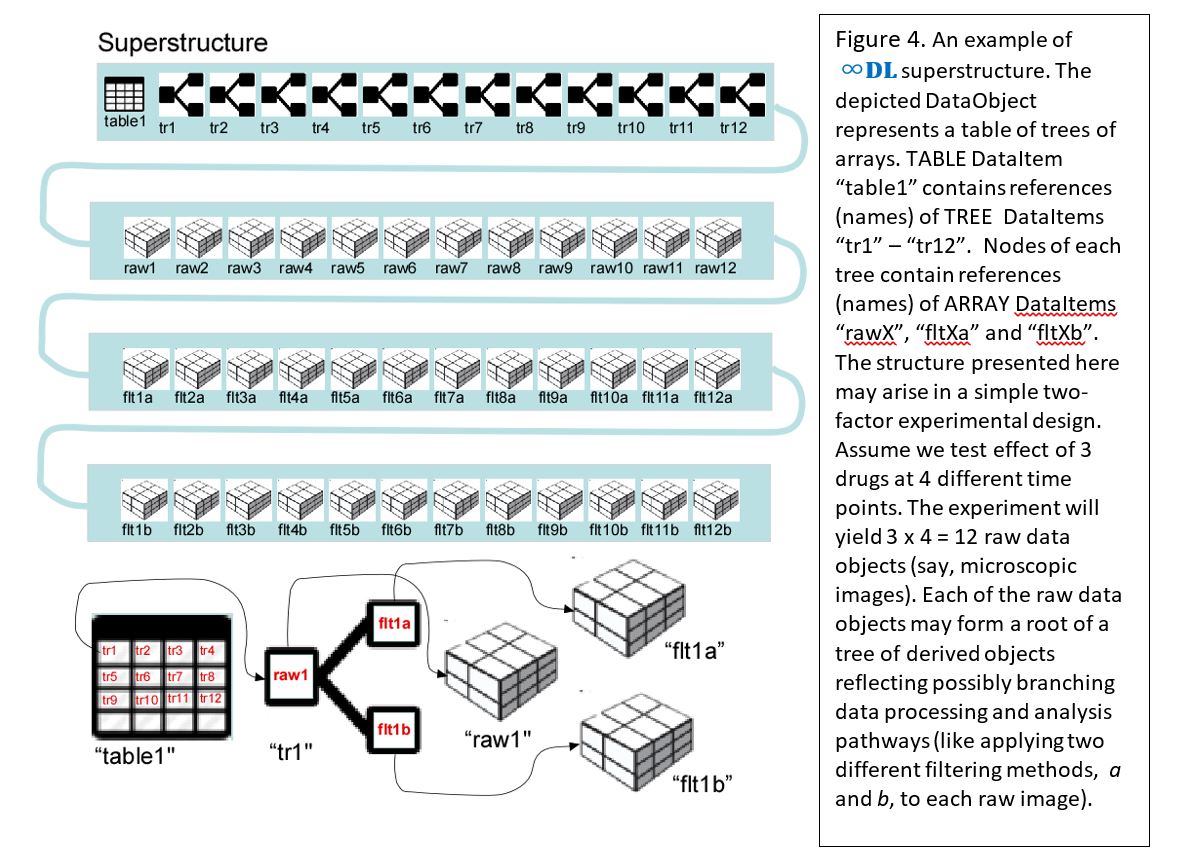 Superstructure
table1 tr1 tr2 tr3 tr4 tr5 tr6 tr7 tr8 tr9 tr10 tr11 tr12
raw1 raw2 raw3 raw4 raw5 raw6 raw7 raw8 raw9 raw10 raw11 raw12
flt1a flt2a flt3a flt4a flt5a flt6a flt7a flt8a flt9a flt10a flt11a flt12a
flt1b flt2b flt3b flt4b flt5b flt6b flt7b flt8b flt9b flt10b flt11b flt12b
tr1 tr2 tr3 tr4
tr5 tr6 tr7 tr8
tr9 tr10 tr11 tr12
“table1"
raw1
flt1a
flt1b
“tr1"
“raw1"
“flt1a”
“flt1b”
Figure 4. An example of
∞DL superstructure. The
depicted DataObject
represents a table of trees of
arrays. TABLE DataItem
“table1” contains references
(names) of TREE DataItems
“tr1” – “tr12”. Nodes of each
tree contain references
(names) of ARRAY DataItems
“rawX”, “fltXa” and “fltXb”.
The structure presented here
may arise in a simple two-
factor experimental design.
Assume we test effect of 3
drugs at 4 different time
points. The experiment will
yield 3 x 4 = 12 raw data
objects (say, microscopic
images). Each of the raw data
objects may form a root of a
tree of derived objects
reflecting possibly branching
data processing and analysis
pathways (like applying two
different filtering methods, a
and b, to each raw image).